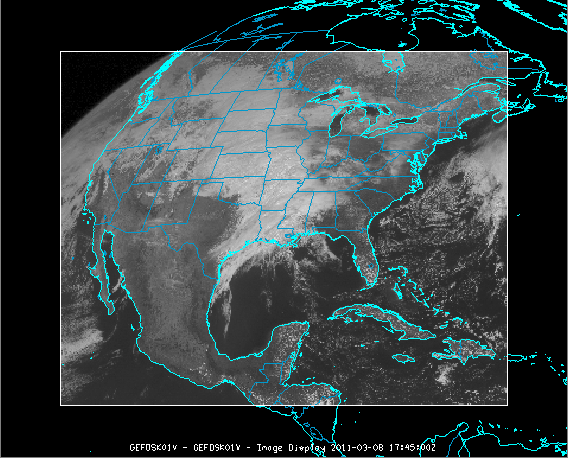 GEFDSK01V - GEFDSK01V - Image Display 2011-03-08 17:45:00Z